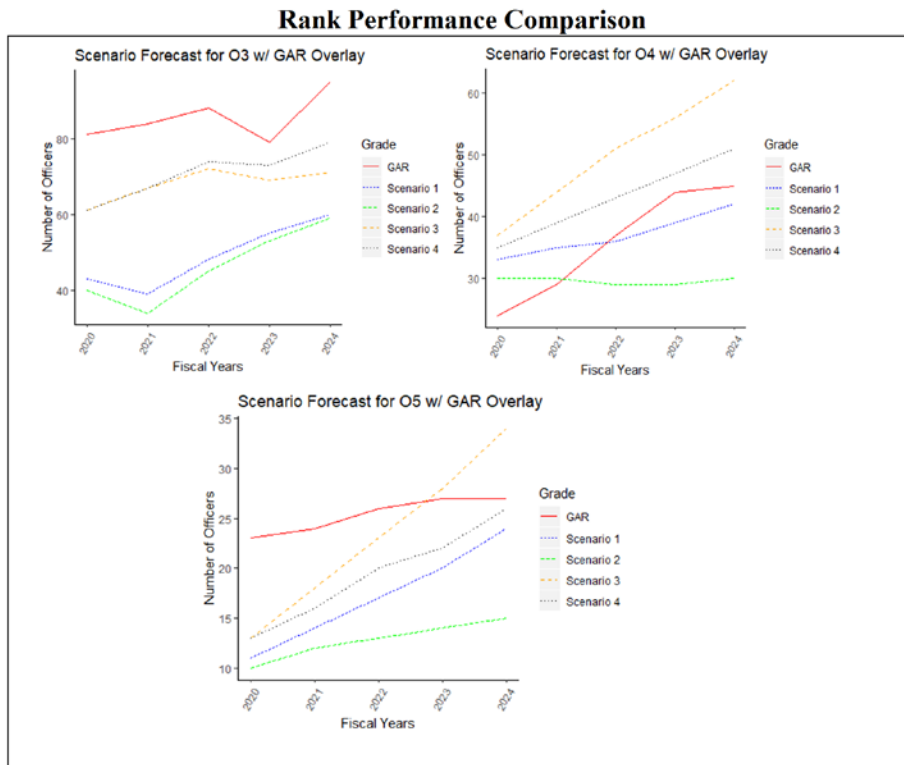 Rank Performance Comparison
Scenario Forecast for O3 w/ GAR Overlay
Number of Officers
80
60
40
2020
2021
2022
2023
2024
Fiscal Years
Grade
GAR
Scenario 1
Scenario 2
Scenario 3
Scenario 4
Scenario Forecast for O4 w/ GAR Overlay
Number of Officers
60
50
40
30
2020
2021
2022
2023
2024
Fiscal Years
Grade
GAR
Scenario 1
Scenario 2
Scenario 3
Scenario 4
Scenario Forecast for O5 w/ GAR Overlay
Number of Officers
35
30
25
20
15
10
2020
2021
2022
2023
2024
Fiscal Years
Grade
GAR
Scenario 1
Scenario 2
Scenario 3
Scenario 4